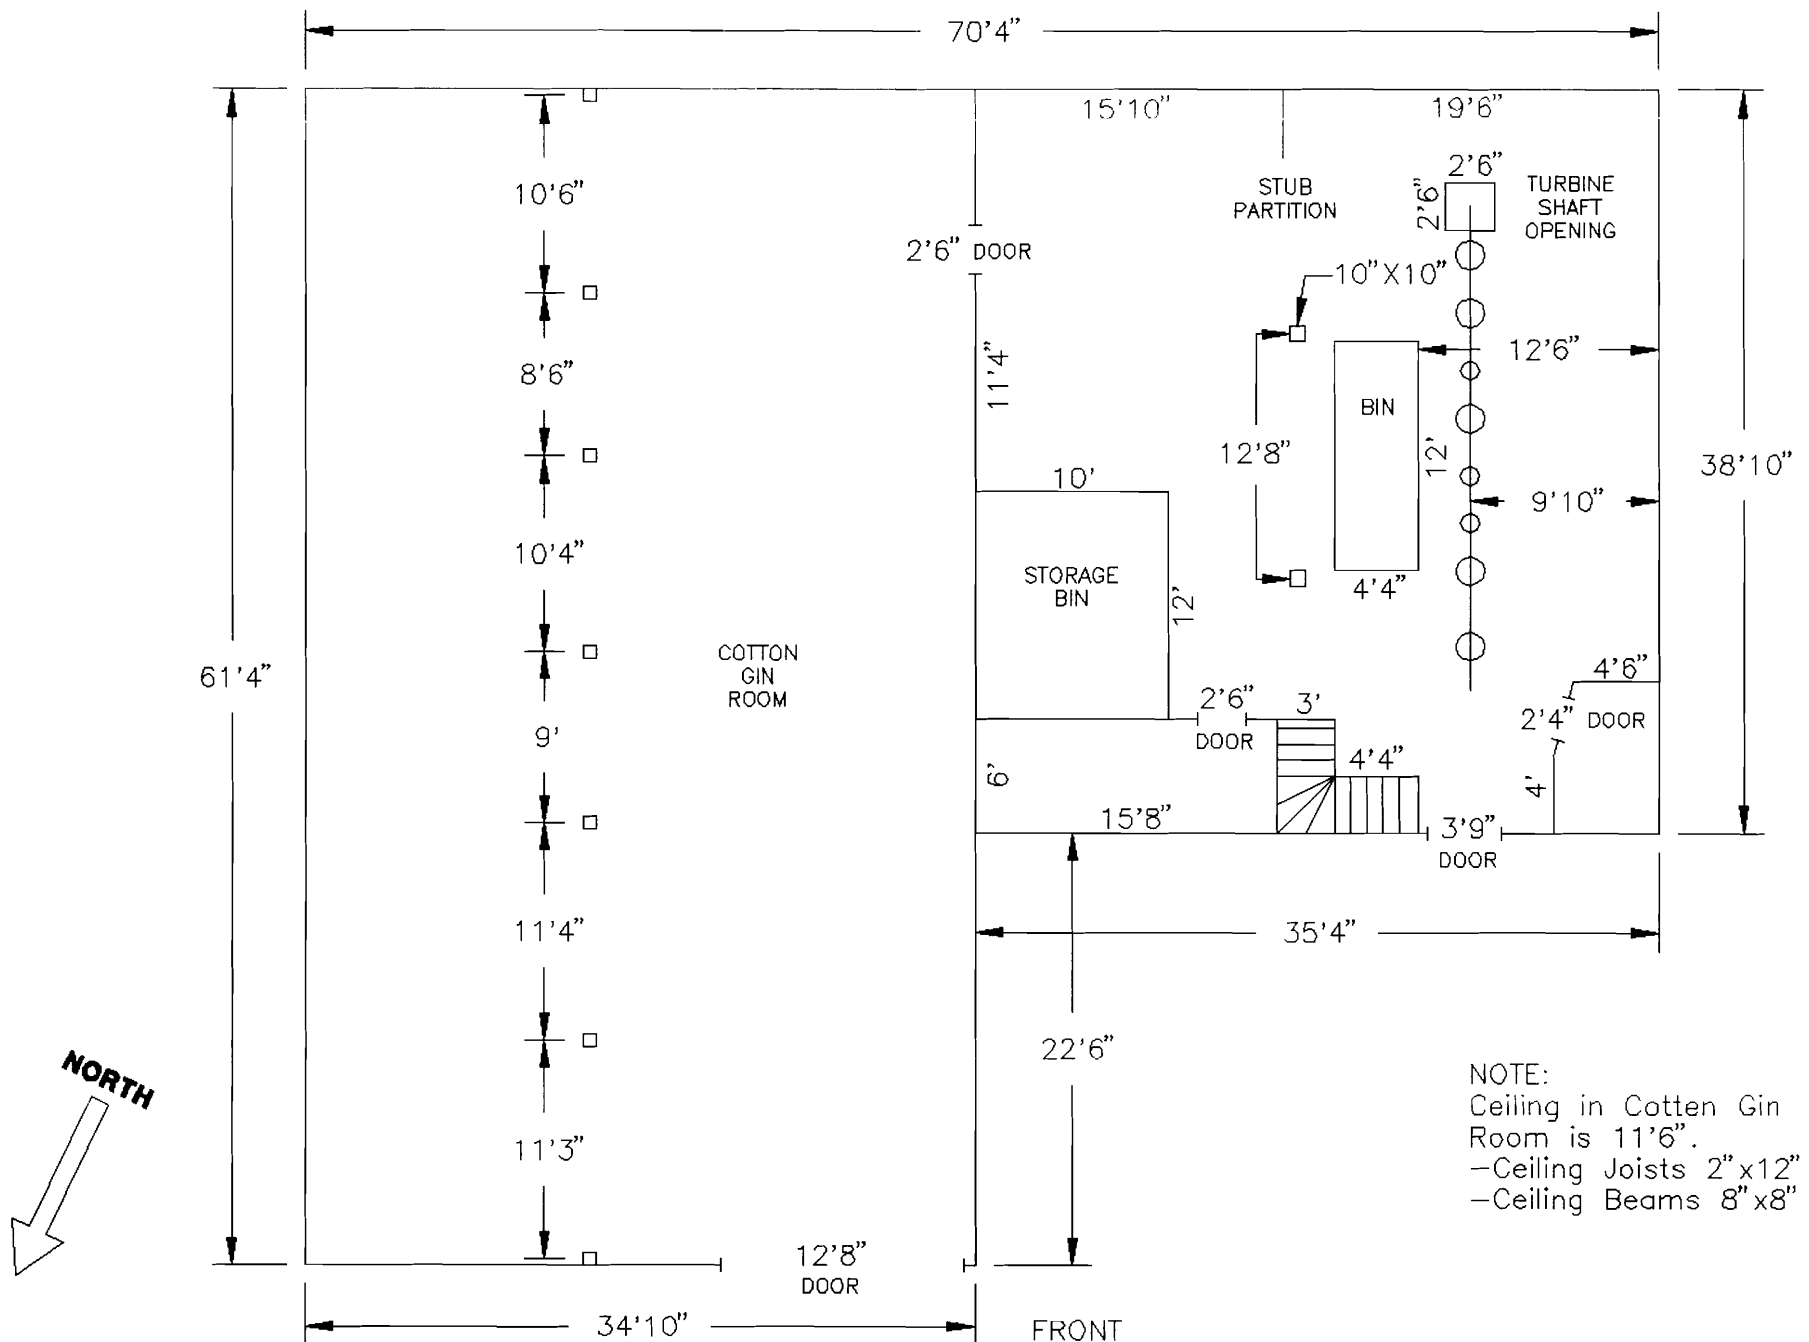 70'4"
15'10"
19'6"
2'6"
2'6"
TURBINE
SHAFT
OPENING
STUB
PARTITION
10'6"
2'6" DOOR
10"X10"
12'6"
11'4"
8'6"
BIN
12'8"
12'
38'10"
10'
9'10"
10'4"
STORAGE
BIN
12'
4'4"
61'4"
COTTON
GIN
ROOM
4'6"
2'4" DOOR
2'6"
DOOR
3'
9'
6'
4'4"
4'
15'8"
3'9"
DOOR
11'4"
35'4"
22'6"
NORTH
11'3"
NOTE:
Ceiling in Cotten Gin
Room is 11'6".
-Ceiling Joists 2"x12"
-Ceiling Beams 8"x8"
12'8"
DOOR
34'10"
FRONT